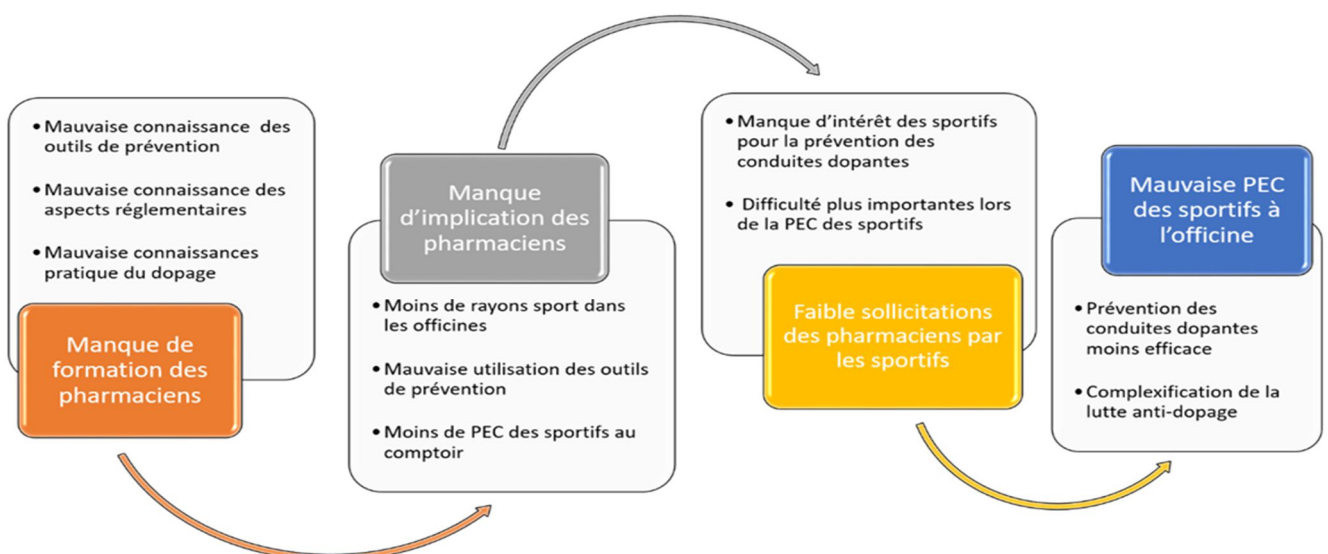 • Mauvaise connaissance des
outils de prévention
• Mauvaise connaissance des
aspects réglementaires
• Mauvaise connaissances
pratique du dopage
Manque de
formation des
pharmaciens
Manque
d'implication des
pharmaciens
• Moins de rayons sport dans
les officines
• Mauvaise utilisation des outils
de prévention
• Moins de PEC des sportifs au
comptoir
• Manque d'intérêt des sportifs
pour la prévention des
conduites dopantes
• Difficulté plus importantes lors
de la PEC des sportifs
Faible sollicitations
des pharmaciens par
les sportifs
Mauvaise PEC
des sportifs à
l'officine
• Prévention des
conduites dopantes
moins efficace
• Complexification de la
lutte anti-dopage